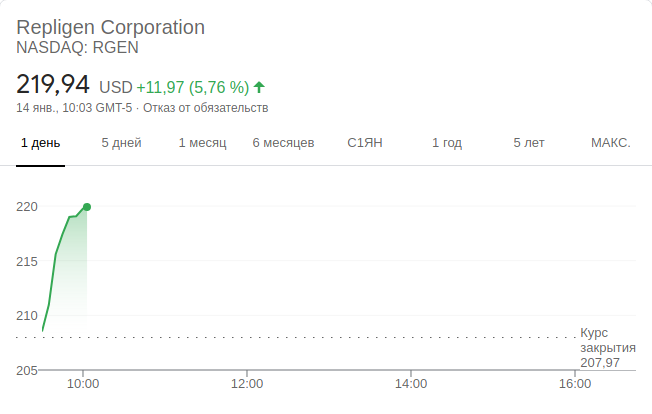 Repligen Corporation
NASDAQ: RGEN
219,94 USD +11,97 (5,76 %)
14 янв., 10:03 GMT-5 · Отказ от обязательств
1 день 5 дней 1 месяц 6 месяцев С1ЯН 1 год 5 лет МАКС.
220
215
210
Курс
закрытия
207,97
205
10:00 12:00 14:00 16:00